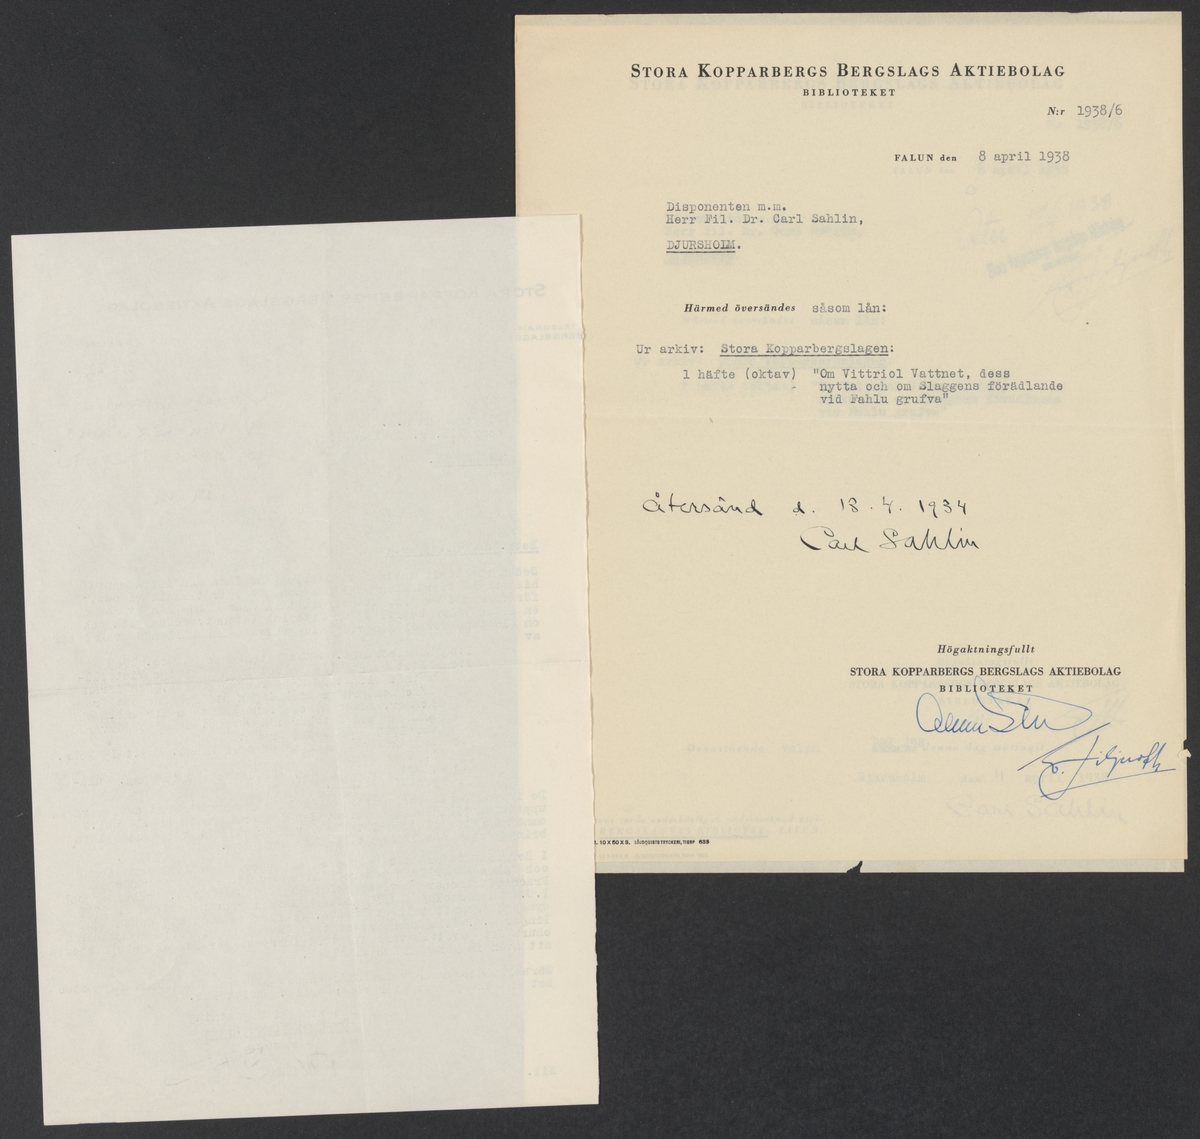 STORA KOPPARBERGS BERGSLAGS AKTIEBOLAG
BIBLIOTEKET
N:r 1938/6
FALUN den 8 april 1938
Disponenten m.m.
Herr Fil. Dr. Carl Sahlin,
DJURSHOLM.
Härmed översändes såsom lån:
Ur arkiv: Stora Kopparbergslagen:
1 häfte (oktav) "Om Vittriol Vattnet, dess
- nytta och om Slaggens förädlande
vid Fahlu grufva"
Återsänd d. 18.4. 1934
Carl Sahlin
Högaktningsfullt
STORA KOPPARBERGS BERGSLAGS AKTIEBOLAG
BIBLIOTEKET